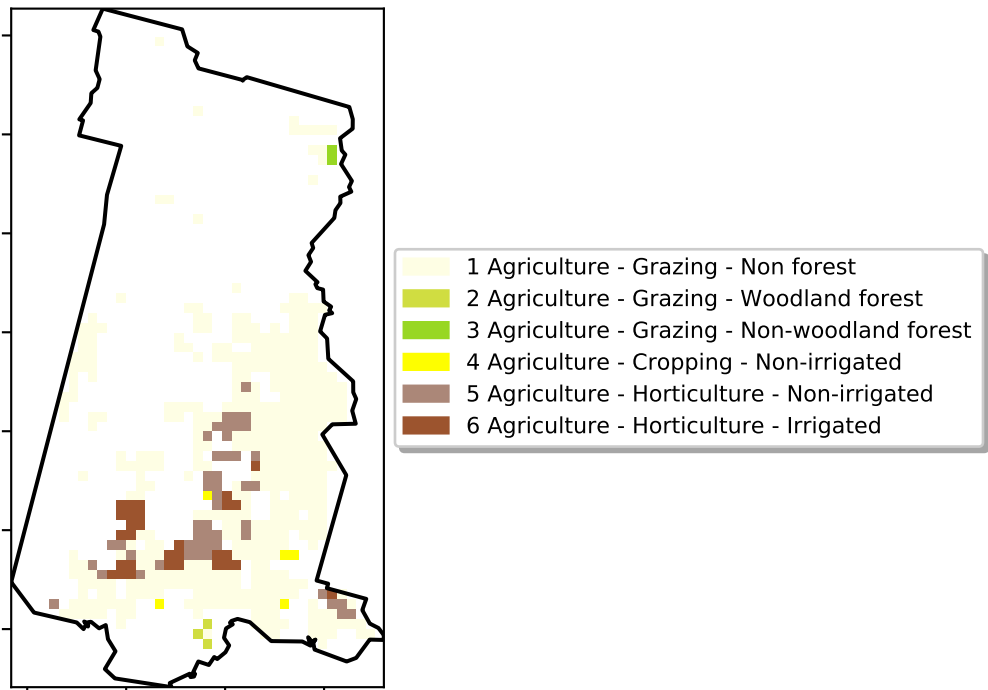 1 Agriculture - Grazing - Non forest
2 Agriculture - Grazing - Woodland forest
3 Agriculture - Grazing - Non-woodland forest
4 Agriculture - Cropping - Non-irrigated
5 Agriculture - Horticulture - Non-irrigated
6 Agriculture - Horticulture - Irrigated